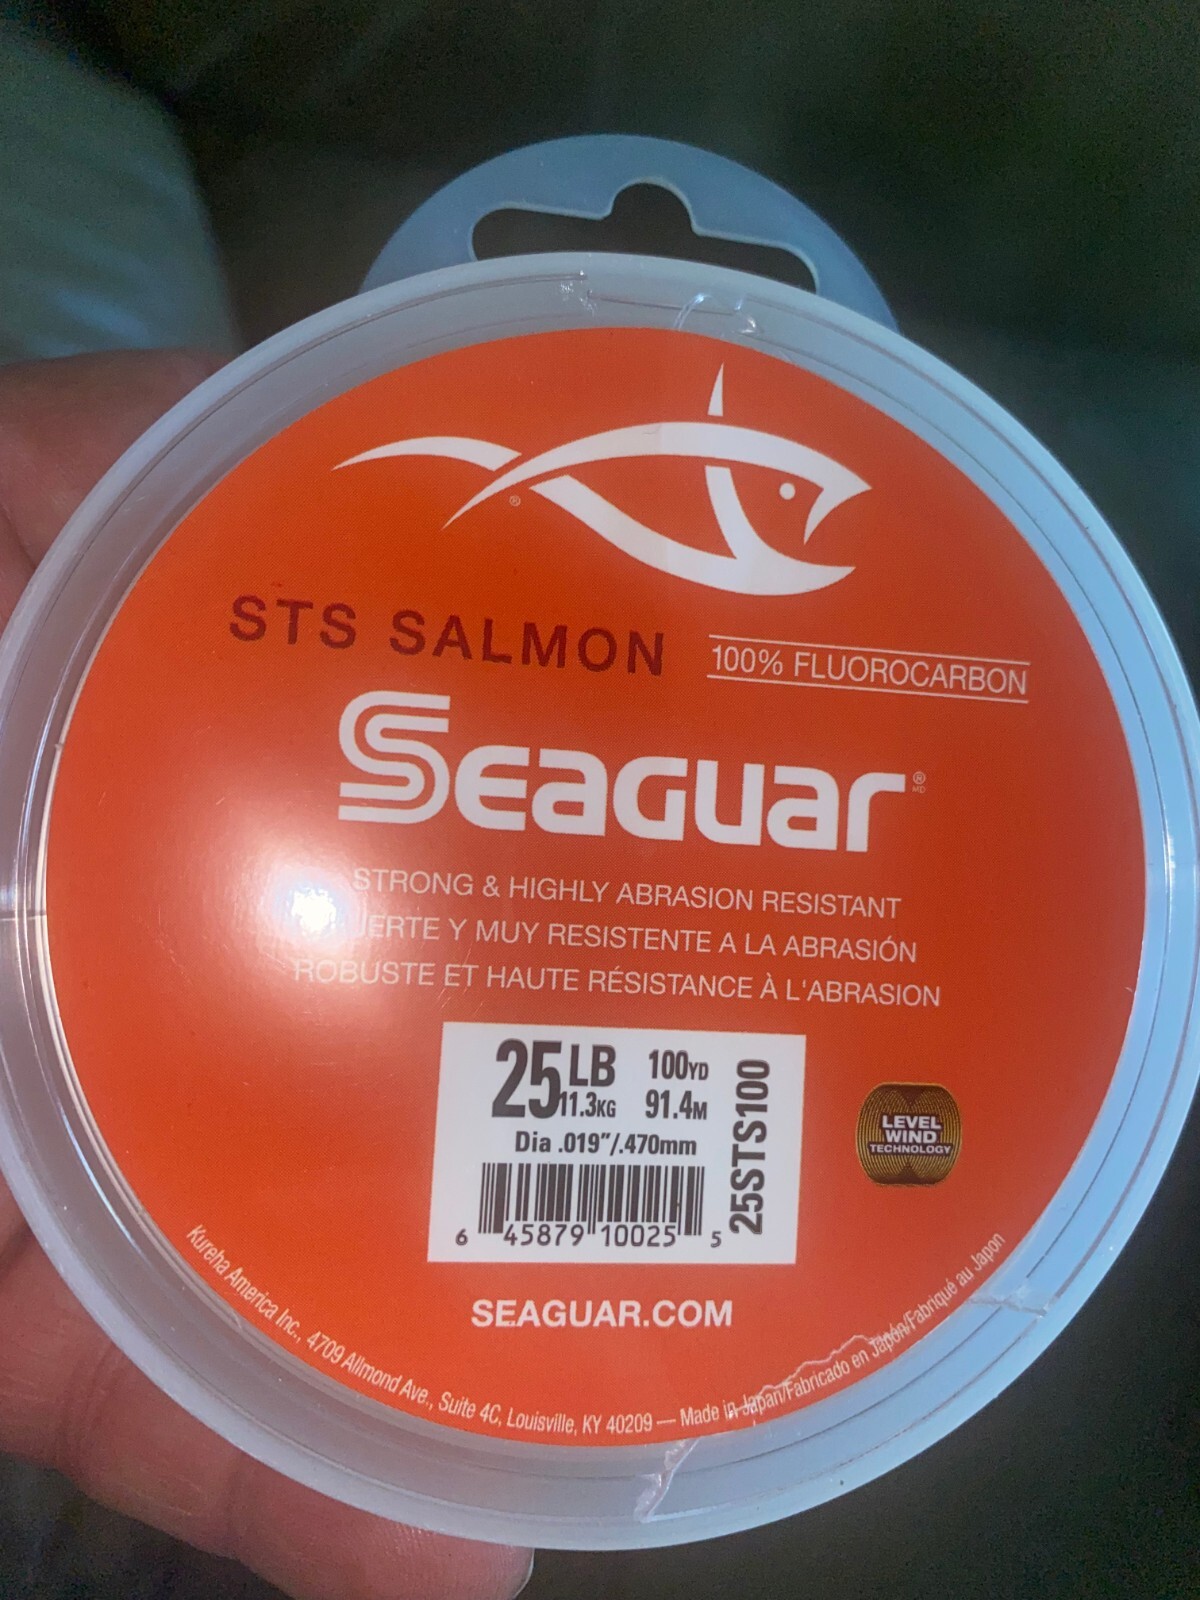 STS SALMON
100% FLUOROCARBON
SEAGUAR®
MD
®
STRONG & HIGHLY ABRASION RESISTANT
Y MUY RESISTENTE A LA ABRASIÓN
ROBUSTE ET HAUTE RÉSISTANCE À L'ABRASION
25LB 100YD
11.3KG 91.4M
Dia .019"/.470mm
25STS100
6 45879 10025 5
LEVEL
WIND
TECHNOLOGY
SEAGUAR.COM
Kureha America Inc., 4709 Allmond Ave., Suite 4C, Louisville, KY 40209 — Made in Japan/Fabricado en Japón/Fabriqué au Japon